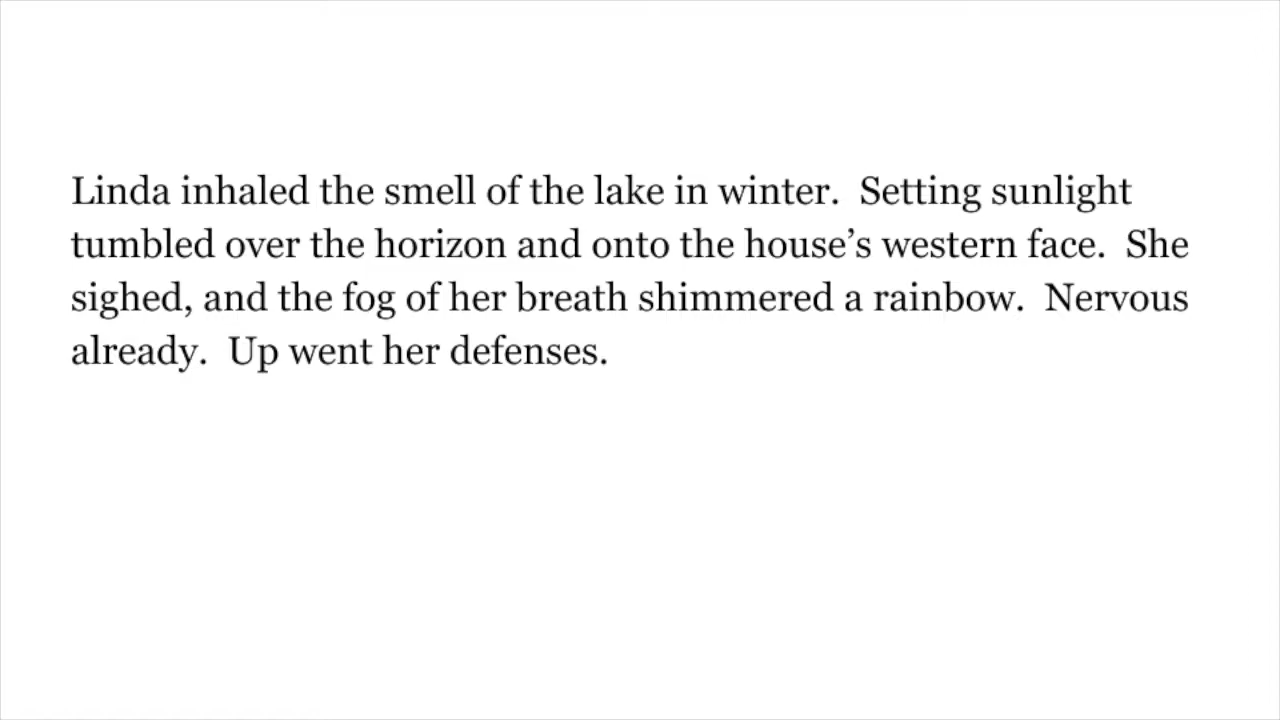 Linda inhaled the smell of the lake in winter.  Setting sunlight
tumbled over the horizon and onto the house’s western face.  She
sighed, and the fog of her breath shimmered a rainbow.  Nervous
already.  Up went her defenses.